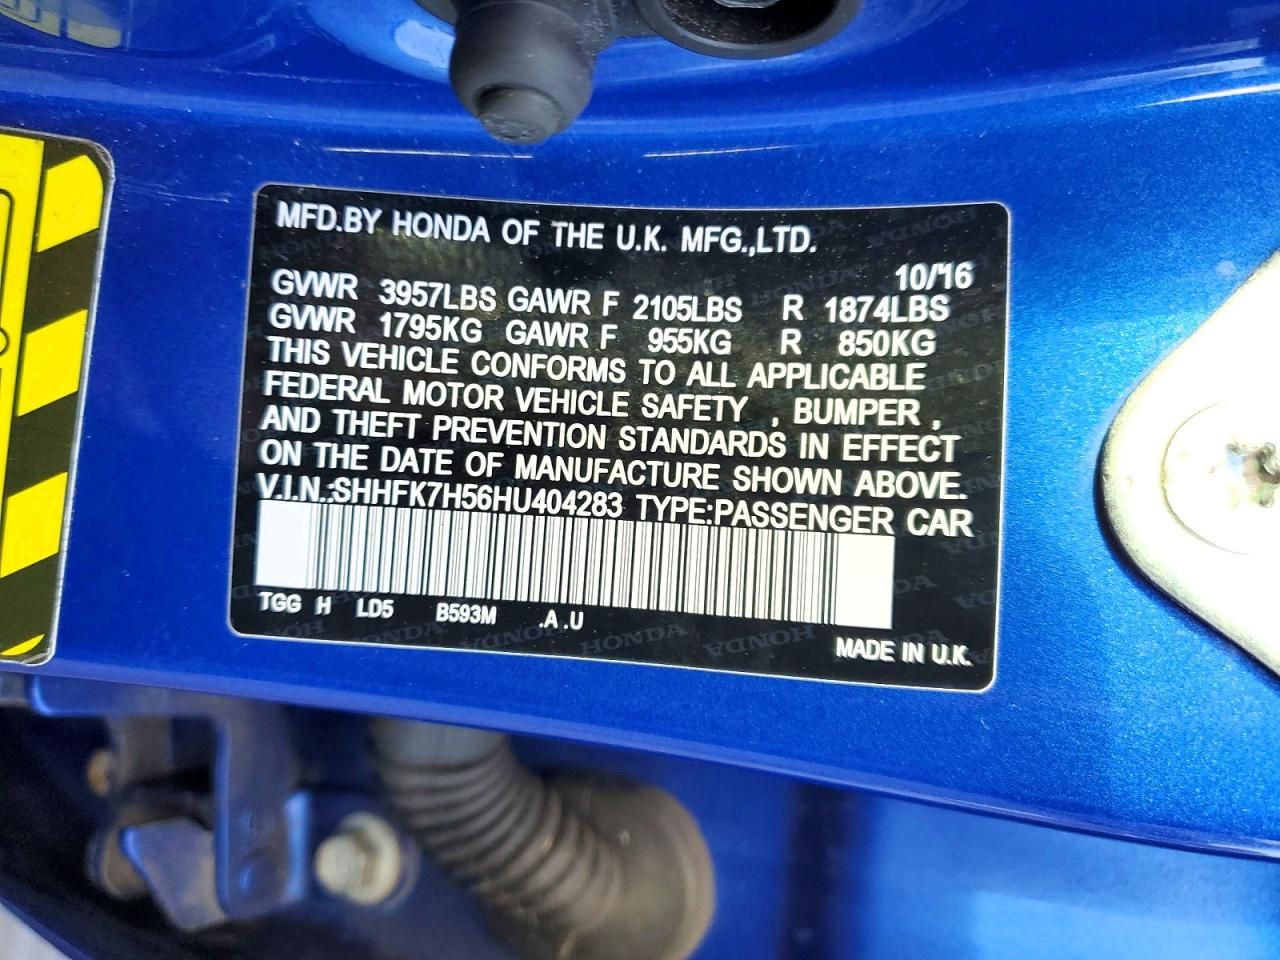 MFD.BY HONDA OF THE U.K. MFG.,LTD.
10/'16
GVWR 3957LBS GAWR F 2105LBS R 1874LBS
GVWR 1795KG GAWR F 955KG R 850KG
THIS VEHICLE CONFORMS TO ALL APPLICABLE
FEDERAL MOTOR VEHICLE SAFETY , BUMPER ,
AND THEFT PREVENTION STANDARDS IN EFFECT
ON THE DATE OF MANUFACTURE SHOWN ABOVE.
V.I.N.:SHHFK7H56HU404283 TYPE:PASSENGER CAR
TGG H LD5 B593M .A .U
MADE IN U.K.